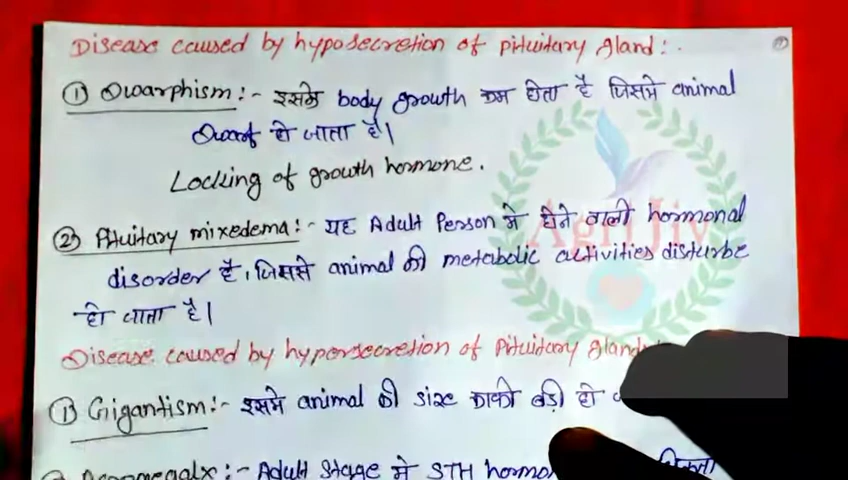 Disease caused by hyposecretion of Pituitary gland:.
① Dwarphism:- इसमे body growth कम होता है जिसमे animal
Dwarf हो जाता है।
Locking of growth hormone.
② Pituitary mixedema:- यह Adult Person मे होने वाली hormonal
disorder है। जिससे animal की metabolic activities disturbe
हो जाता है।
Disease caused by hypersecretion of Pituitary gland
① Gigantism:- इसमे animal की size काफी बड़ी हो
:- Adult stage मे STH
AgriJiv